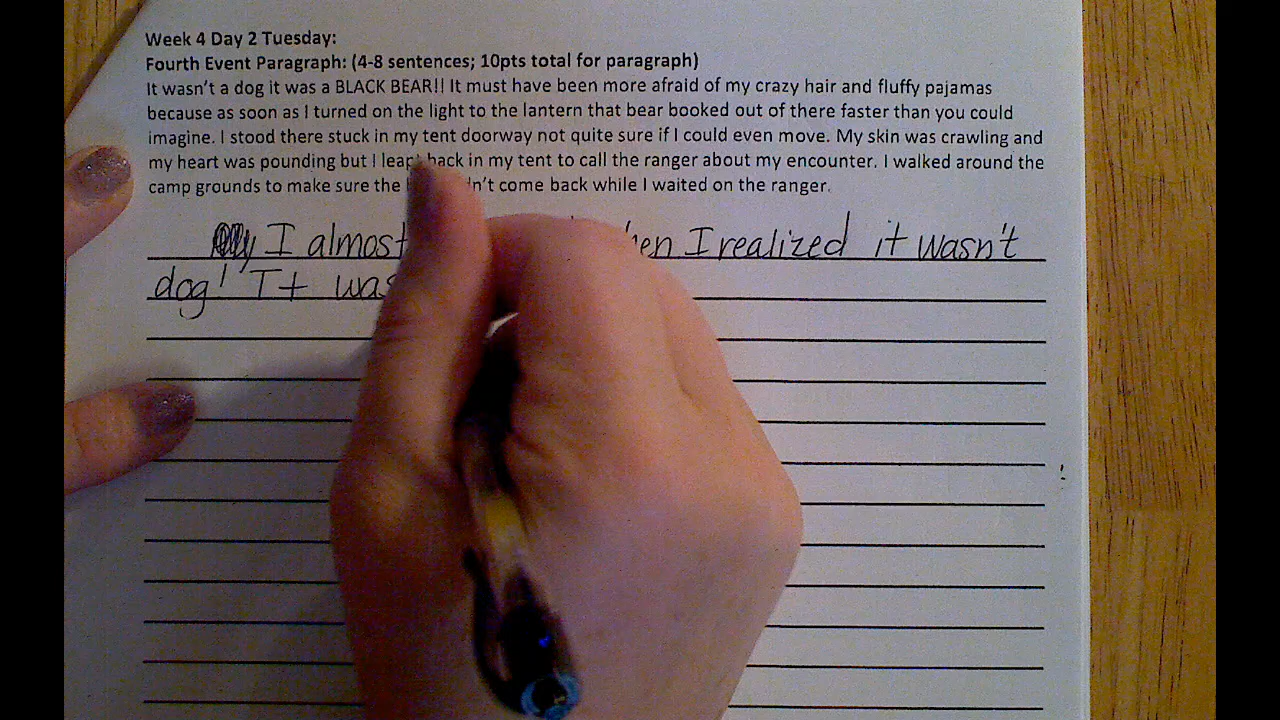 Week 4 Day 2 Tuesday:
Fourth Event Paragraph: (4-8 sentences; 10pts total for paragraph)
It wasn't a dog it was a BLACK BEAR!! It must have been more afraid of my crazy hair and fluffy pajamas
because as soon as I turned on the light to the lantern that bear booked out of there faster than you could
imagine. I stood there stuck in my tent doorway not quite sure if I could even move. My skin was crawling and
my heart was pounding but I leapt back in my tent to call the ranger about my encounter. I walked around the
camp grounds to make sure the come back while I waited on the ranger.
I almost I realized it wasn't
dog! It was